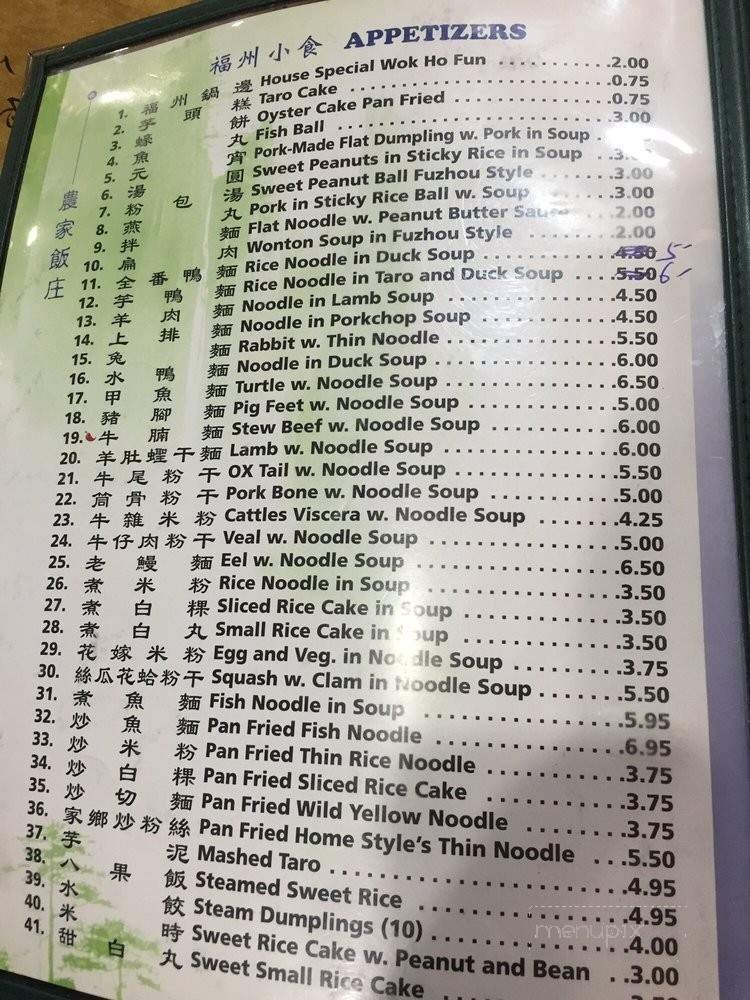 福州小食 APPETIZERS
農家飯庄
1. 福州鍋邊 House Special Wok Ho Fun ..........2.00
2. 芋頭糕 Taro Cake ..........0.75
3. 蠔餅 Oyster Cake Pan Fried ..........0.75
4. 魚丸 Fish Ball ..........3.00
5. 元宵 Pork-Made Flat Dumpling w. Pork in Soup
6. 湯圓 Sweet Peanuts in Sticky Rice in Soup
7. 粉包湯 Sweet Peanut Ball Fuzhou Style ....3.00
8. 燕丸 Pork in Sticky Rice Ball w. Soup ....3.00
9. 拌麵 Flat Noodle w. Peanut Butter Sauce ..2.00
10. 扁肉 Wonton Soup in Fuzhou Style ......2.00
11. 全番鴨麵 Rice Noodle in Duck Soup ........4.50 5-
12. 芋鴨麵 Rice Noodle in Taro and Duck Soup ..5.50 6-
13. 羊肉麵 Noodle in Lamb Soup ..........4.50
14. 上排麵 Noodle in Porkchop Soup ..........4.50
15. 兔麵 Rabbit w. Thin Noodle ..........5.50
16. 水鴨麵 Noodle in Duck Soup ..........6.00
17. 甲魚麵 Turtle w. Noodle Soup ..........6.50
18. 豬腳麵 Pig Feet w. Noodle Soup ..........5.00
19. 牛腩麵 Stew Beef w. Noodle Soup ........6.00
20. 羊肚蟶干麵 Lamb w. Noodle Soup ..........6.00
21. 牛尾粉干 OX Tail w. Noodle Soup ..........5.50
22. 筒骨粉干 Pork Bone w. Noodle Soup ........5.00
23. 牛雜米粉 Cattles Viscera w. Noodle Soup ......4.25
24. 牛仔肉粉干 Veal w. Noodle Soup ..........5.00
25. 老鰻麵 Eel w. Noodle Soup ..........6.50
26. 煮米粉 Rice Noodle in Soup ..........3.50
27. 煮白粿 Sliced Rice Cake in Soup ..........3.50
28. 煮白丸 Small Rice Cake in Soup ..........3.50
29. 花嫁米粉 Egg and Veg. in Noodle Soup ........3.75
30. 絲瓜花蛤粉干 Squash w. Clam in Noodle Soup ......5.50
31. 煮魚麵 Fish Noodle in Soup ..........5.95
32. 炒魚麵 Pan Fried Fish Noodle ..........6.95
33. 炒米粉 Pan Fried Thin Rice Noodle ........3.75
34. 炒白粿 Pan Fried Sliced Rice Cake ........3.75
35. 炒切麵 Pan Fried Wild Yellow Noodle ......3.75
36. 家鄉炒粉絲 Pan Fried Home Style's Thin Noodle ...5.50
37. 芋泥 Mashed Taro ..........4.95
38. 八果飯 Steamed Sweet Rice ..........4.95
39. 水餃 Steam Dumplings (10) ..........4.00
40. 米時 Sweet Rice Cake w. Peanut and Bean ..3.00
41. 甜白丸 Sweet Small Rice Cake
menupix